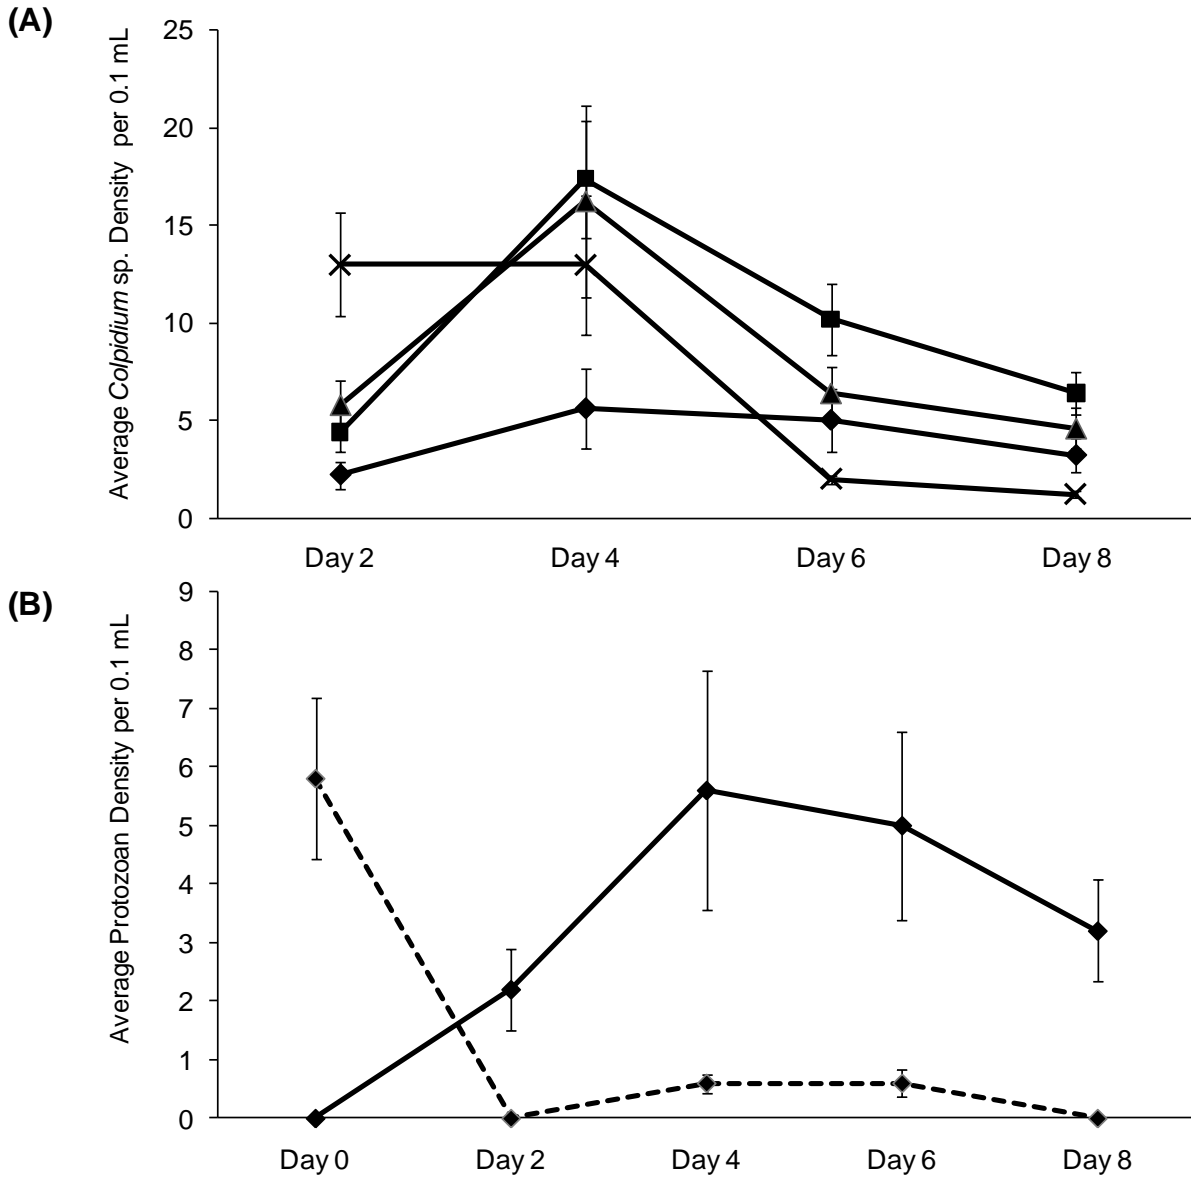 (A)
Average Colpidium sp. Density per 0.1 mL
25
20
15
10
5
0
Day 2 Day 4 Day 6 Day 8
(B)
Average Protozoan Density per 0.1 mL
9
8
7
6
5
4
3
2
1
0
Day 0 Day 2 Day 4 Day 6 Day 8